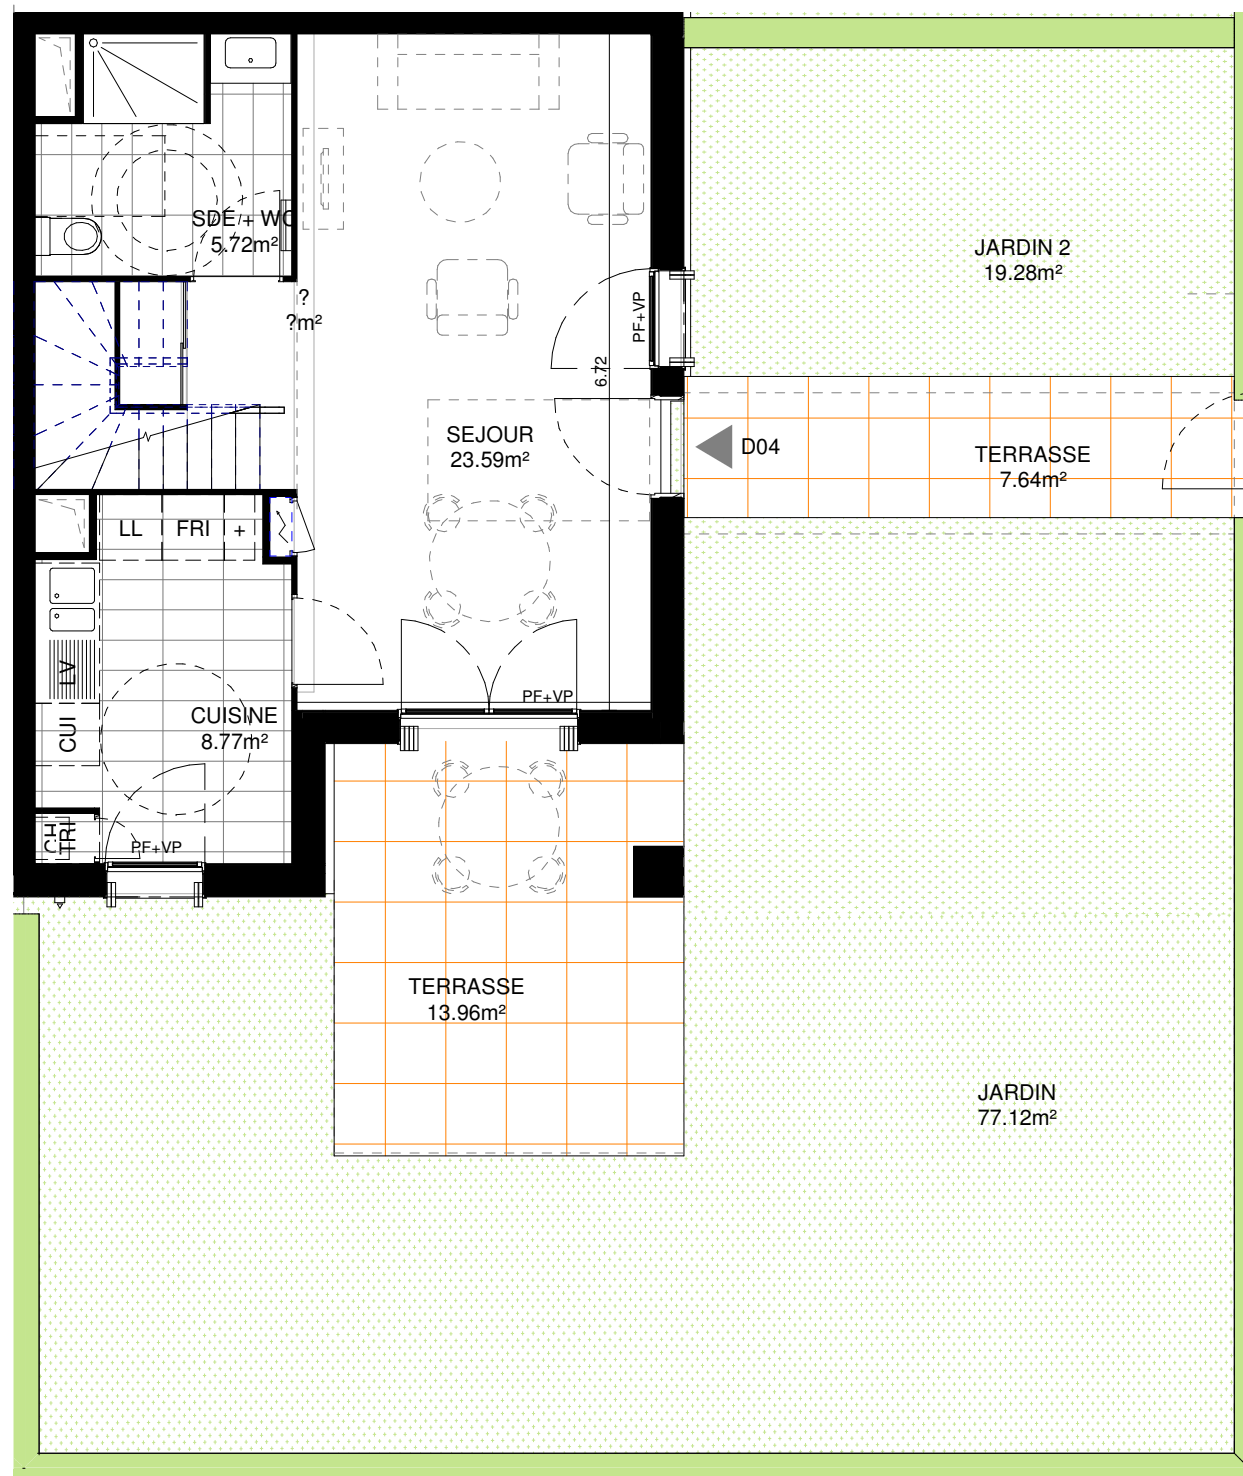 SDE + WC
5.72m²
?
?m²
JARDIN 2
19.28m²
PF+VP
6.72
SEJOUR
23.59m²
D04
TERRASSE
7.64m²
LL
FRI
+
LV
CUI
CUISINE
8.77m²
PF+VP
CH
TRI
PF+VP
TERRASSE
13.96m²
JARDIN
77.12m²